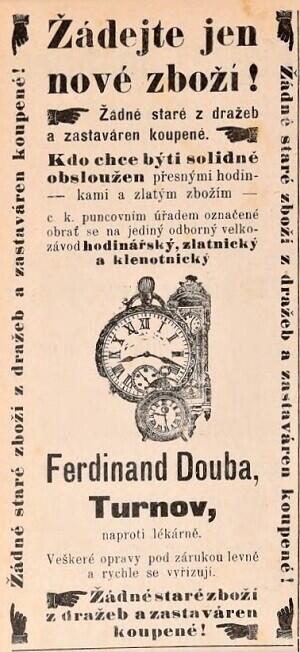 Žádejte jen
nové zboží!
Žádné staré z dražeb
a zastaváren koupené.
Kdo chce býti solidně
obsloužen přesnými hodin-
— kami a zlatým zbožím —
c k. puncovním úřadem označené
obrať se na jediný odborný velko-
závod hodinářský, zlatnický
a klenotnický
Ferdinand Douba,
Turnov,
naproti lékárně.
Veškeré opravy pod zárukou levně
a rychle se vyřizují.
Žádné staré zboží
z dražeb a zastaváren
koupené!
Žádné staré zboží z dražeb a zastaváren koupené!
Žádné staré zboží z dražeb a zastaváren koupené!